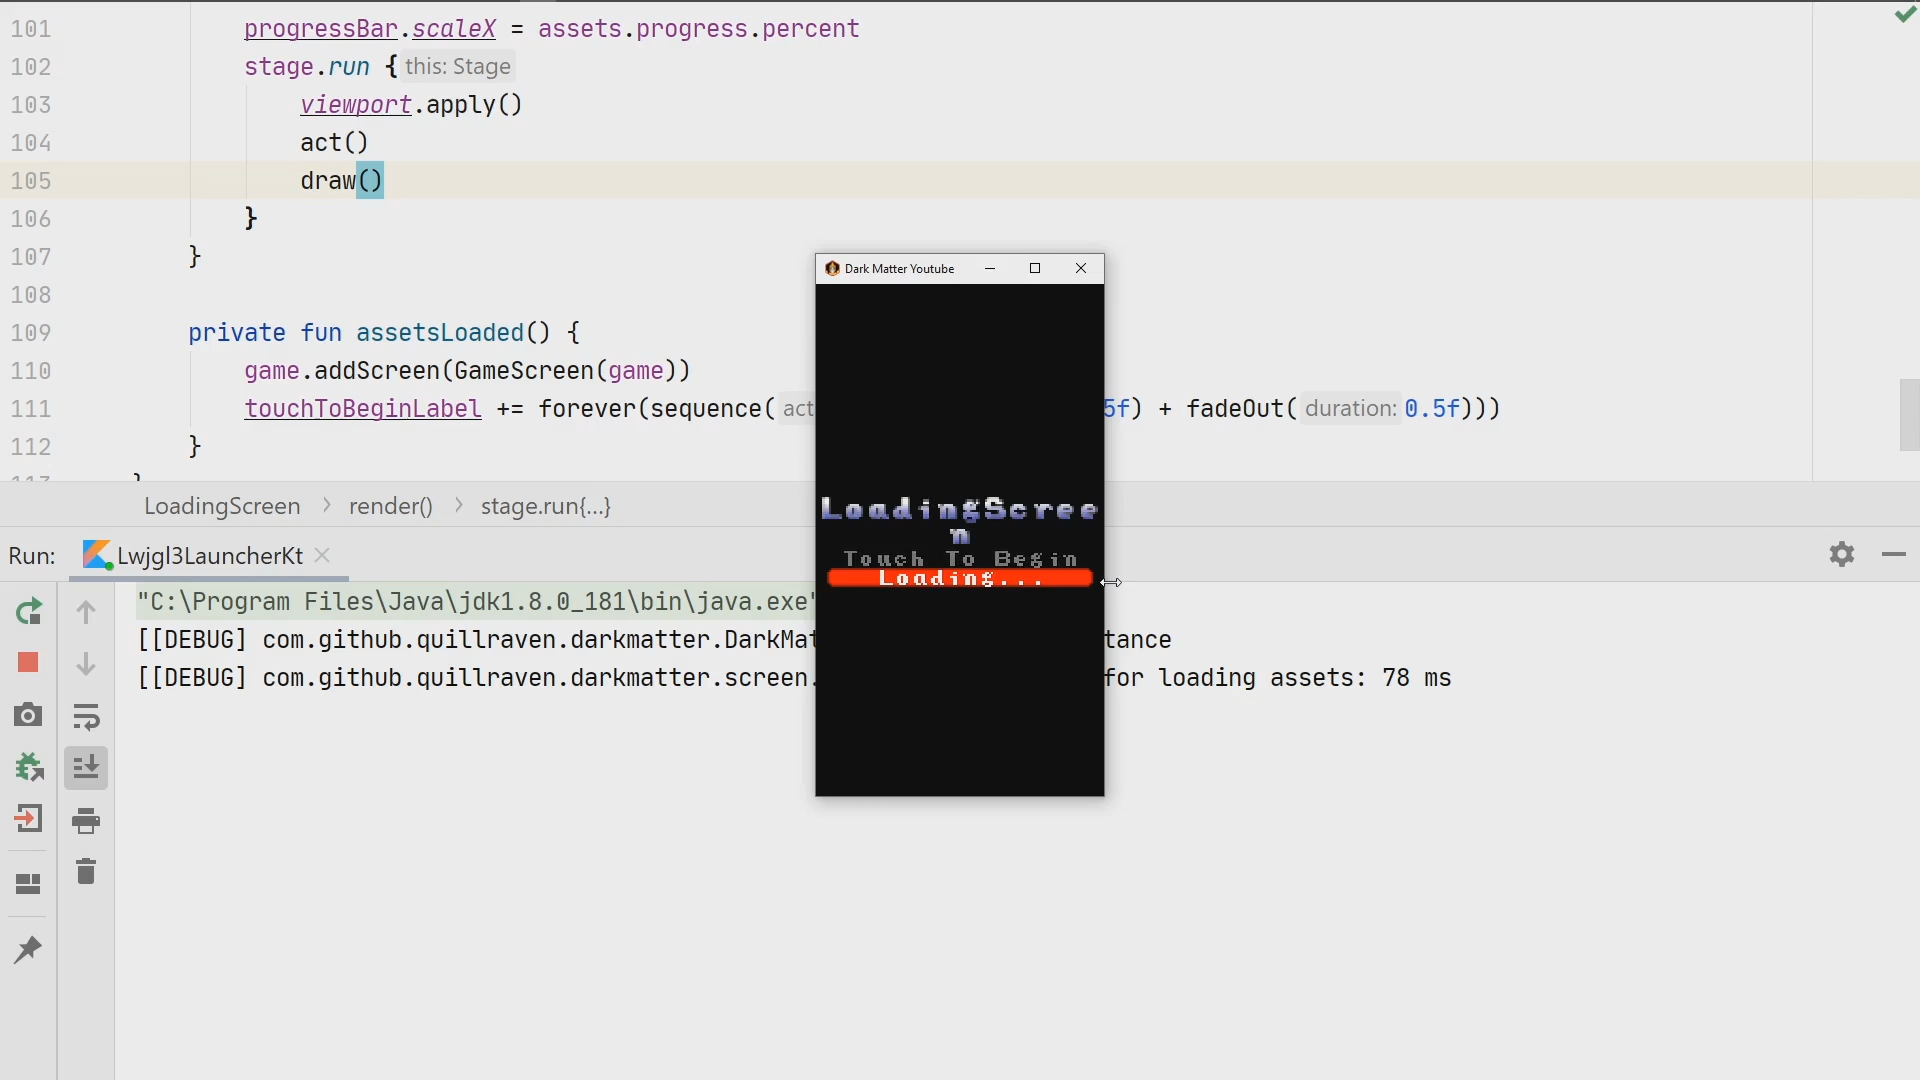 101 progressBar.scaleX = assets.progress.percent
102 stage.run { this: Stage
103 viewport.apply()
104 act()
105 draw()
106 }
107 }
108
109 private fun assetsLoaded() {
110 game.addScreen(GameScreen(game))
111 touchToBeginLabel += forever(sequence( act 5f) + fadeOut( duration: 0.5f)))
112 }
Dark Matter Youtube
LoadingScree
n
Touch To Begin
Loading...
LoadingScreen > render() > stage.run{...}
Run: Lwjgl3LauncherKt
"C:\Program Files\Java\jdk1.8.0_181\bin\java.exe"
[[DEBUG] com.github.quillraven.darkmatter.DarkMat tance
[[DEBUG] com.github.quillraven.darkmatter.screen. for loading assets: 78 ms